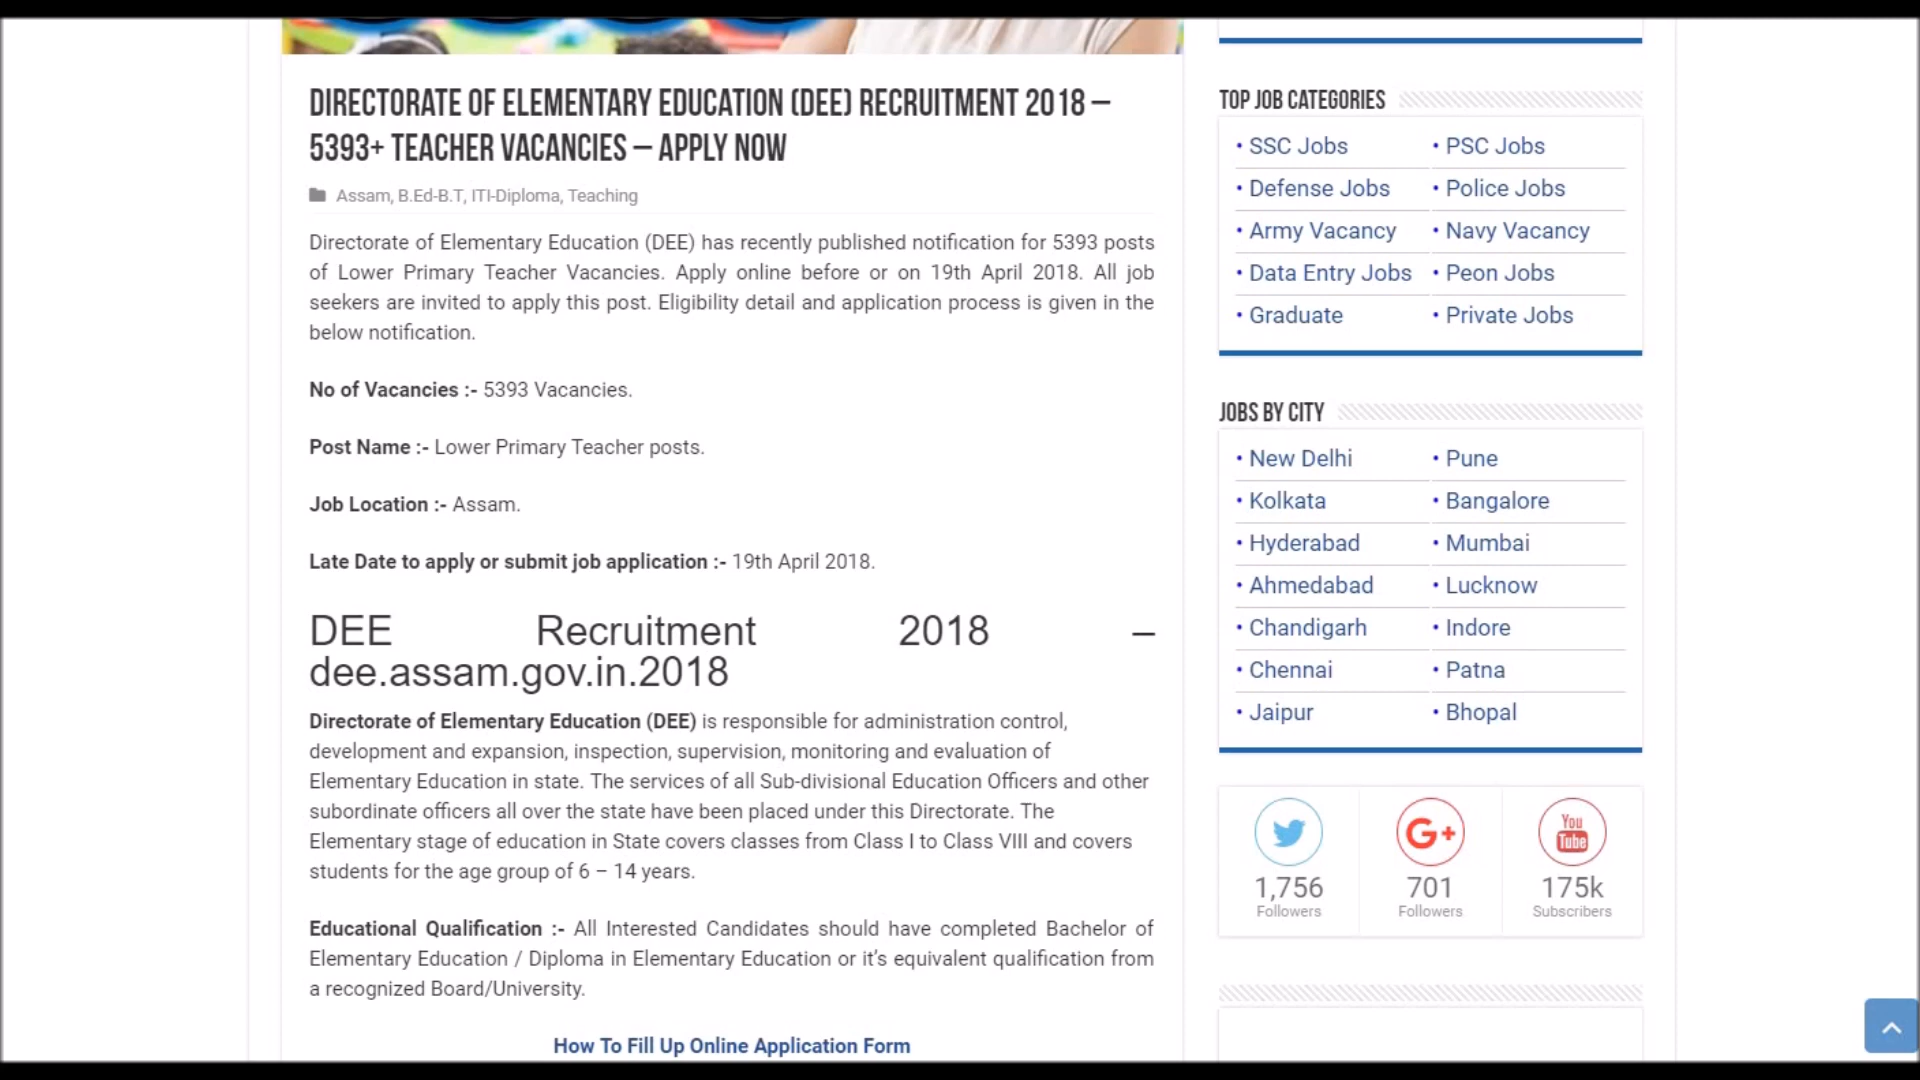 DIRECTORATE OF ELEMENTARY EDUCATION (DEE) RECRUITMENT 2018 –
5393+ TEACHER VACANCIES – APPLY NOW
Assam, B.Ed-B.T, ITI-Diploma, Teaching
Directorate of Elementary Education (DEE) has recently published notification for 5393 posts
of Lower Primary Teacher Vacancies. Apply online before or on 19th April 2018. All job
seekers are invited to apply this post. Eligibility detail and application process is given in the
below notification.
No of Vacancies :- 5393 Vacancies.
Post Name :- Lower Primary Teacher posts.
Job Location :- Assam.
Late Date to apply or submit job application :- 19th April 2018.
DEE Recruitment 2018 –
dee.assam.gov.in.2018
Directorate of Elementary Education (DEE) is responsible for administration control,
development and expansion, inspection, supervision, monitoring and evaluation of
Elementary Education in state. The services of all Sub-divisional Education Officers and other
subordinate officers all over the state have been placed under this Directorate. The
Elementary stage of education in State covers classes from Class I to Class VIII and covers
students for the age group of 6 – 14 years.
Educational Qualification :- All Interested Candidates should have completed Bachelor of
Elementary Education / Diploma in Elementary Education or it's equivalent qualification from
a recognized Board/University.
How To Fill Up Online Application Form
TOP JOB CATEGORIES
• SSC Jobs • PSC Jobs
• Defense Jobs • Police Jobs
• Army Vacancy • Navy Vacancy
• Data Entry Jobs • Peon Jobs
• Graduate • Private Jobs
JOBS BY CITY
• New Delhi • Pune
• Kolkata • Bangalore
• Hyderabad • Mumbai
• Ahmedabad • Lucknow
• Chandigarh • Indore
• Chennai • Patna
• Jaipur • Bhopal
G+ You Tube
1,756 701 175k
Followers Followers Subscribers